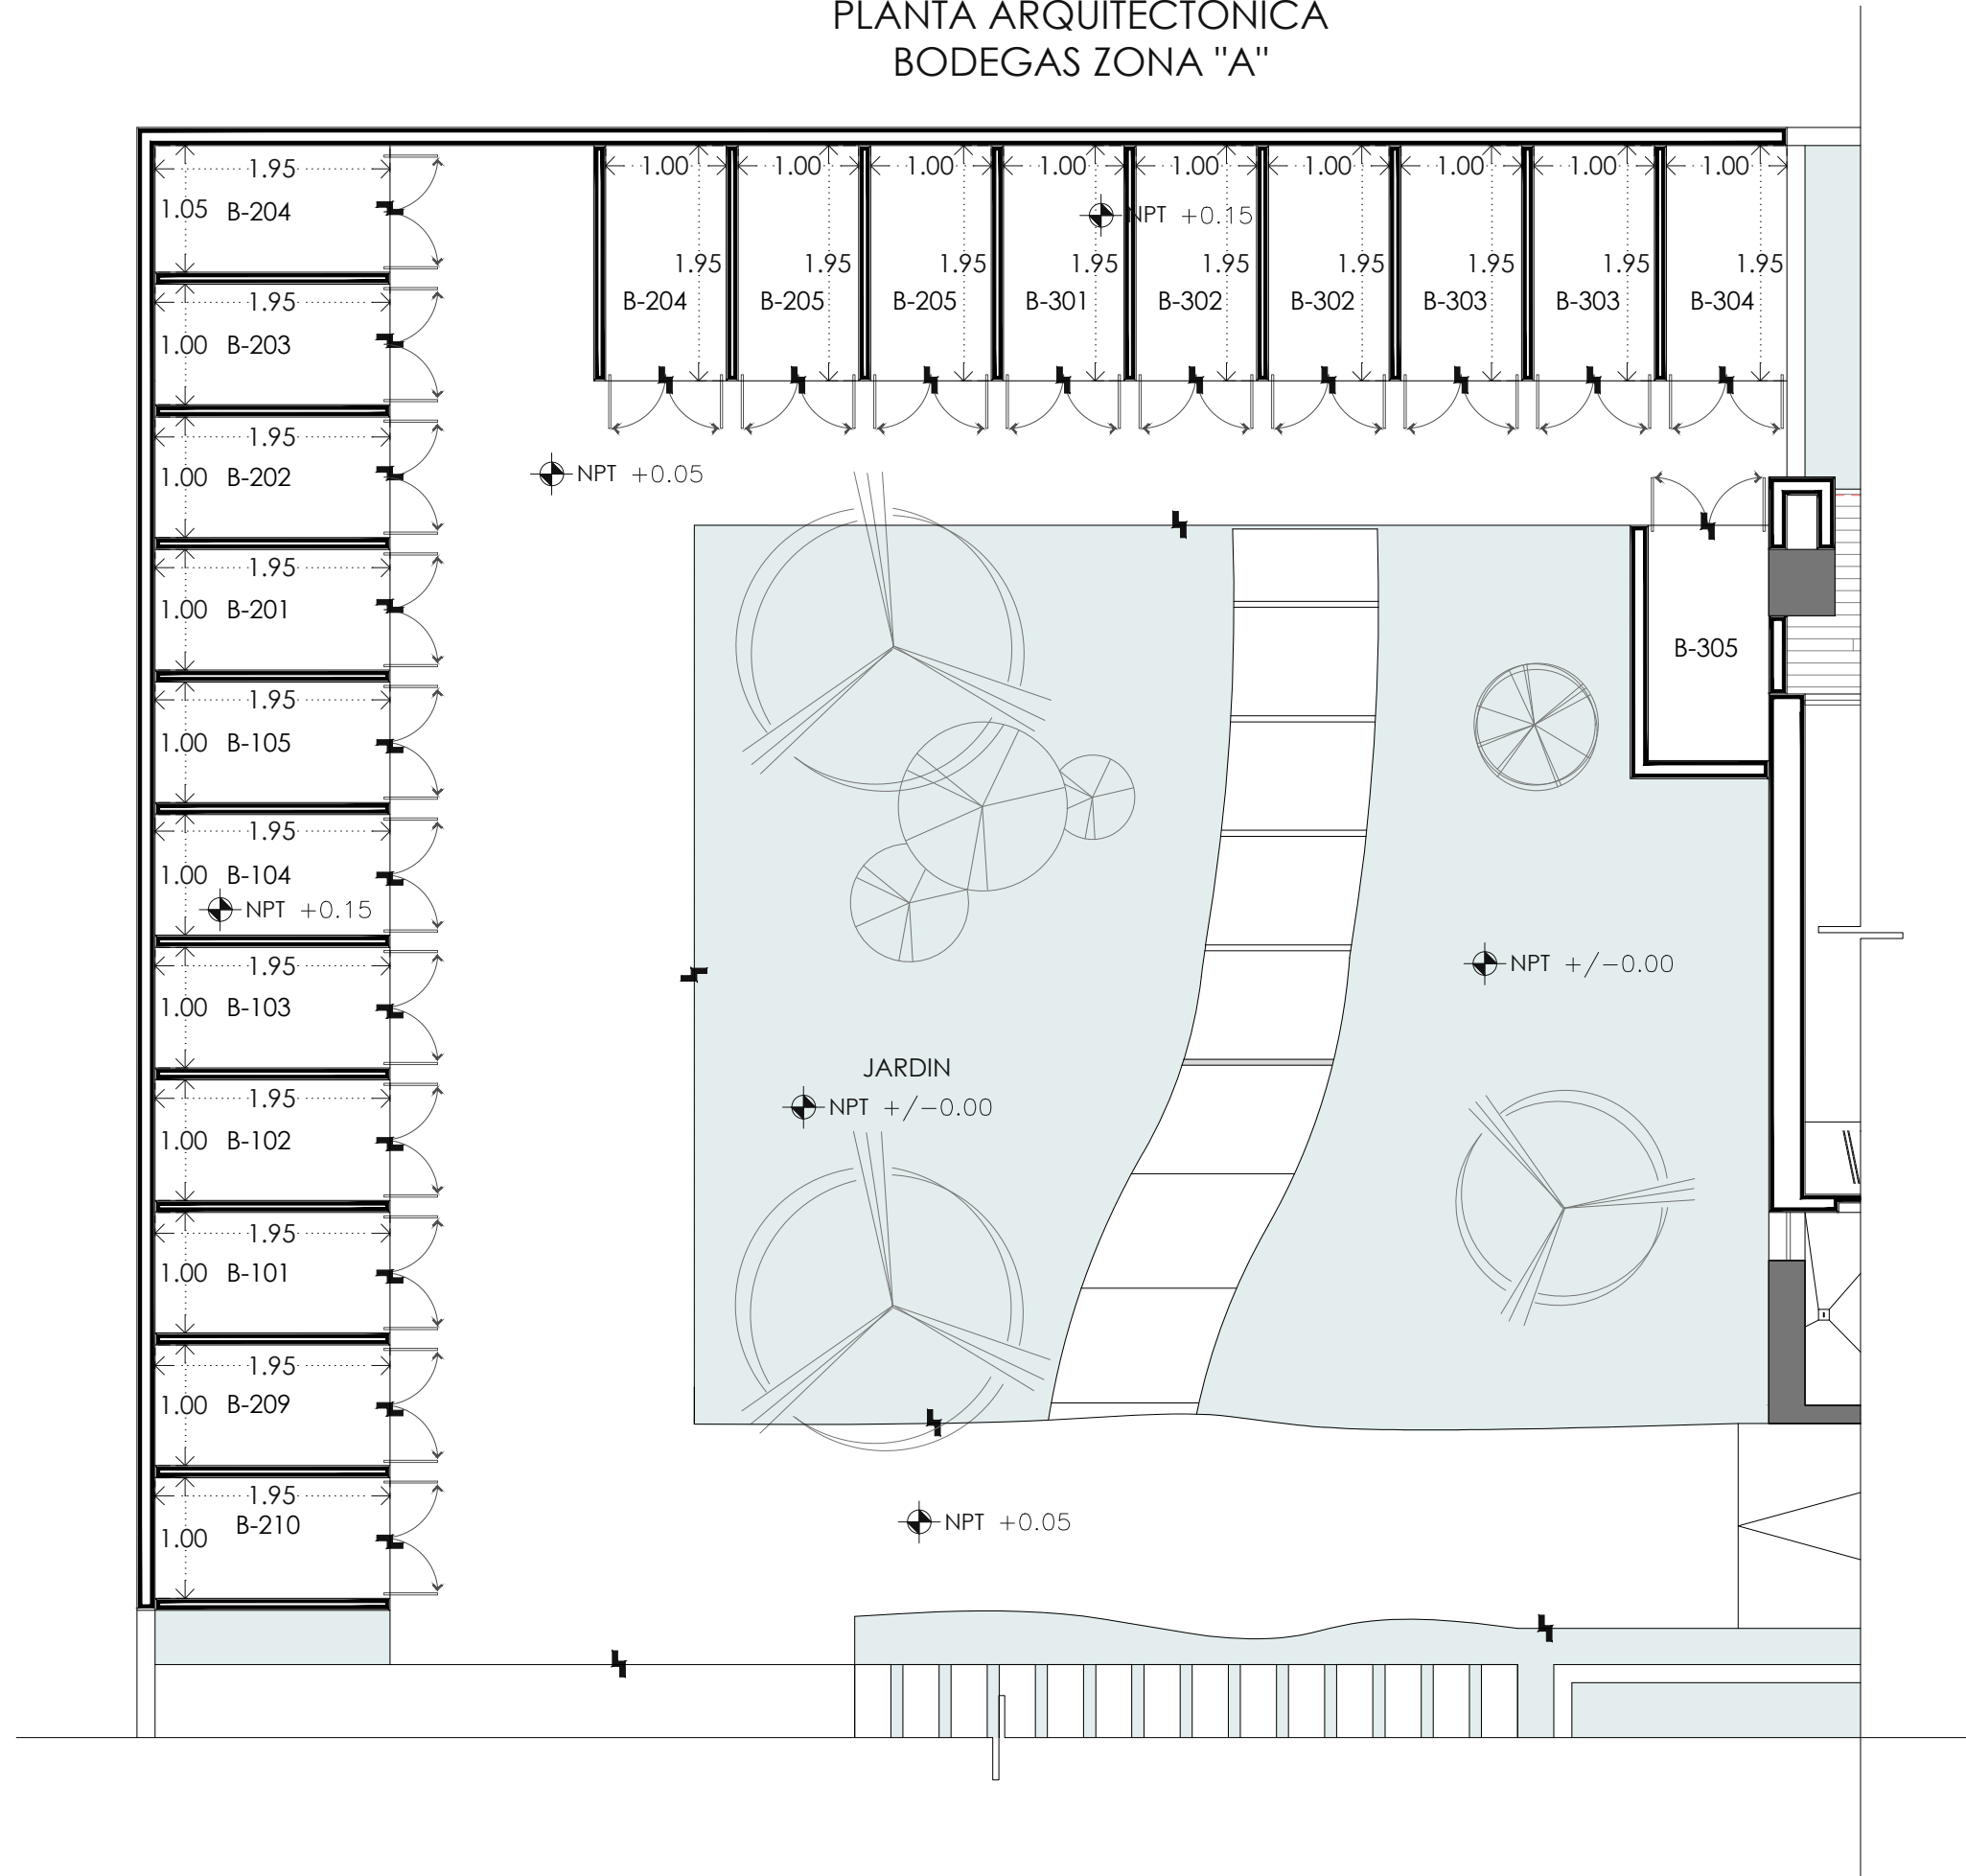 PLANTA ARQUITECTONICA
BODEGAS ZONA "A"
1.95
1.05 B-204
1.95
1.00 B-203
1.95
1.00 B-202
1.95
1.00 B-201
1.95
1.00 B-105
1.95
1.00 B-104
NPT +0.15
1.95
1.00 B-103
1.95
1.00 B-102
1.95
1.00 B-101
1.95
1.00 B-209
1.95
B-210
1.00
1.00 1.00 1.00 1.00 1.00 1.00 1.00 1.00 1.00
NPT +0.15
1.95 1.95 1.95 1.95 1.95 1.95 1.95 1.95 1.95
B-204 B-205 B-205 B-301 B-302 B-302 B-303 B-303 B-304
NPT +0.05
B-305
NPT +/-0.00
JARDIN
NPT +/-0.00
NPT +0.05